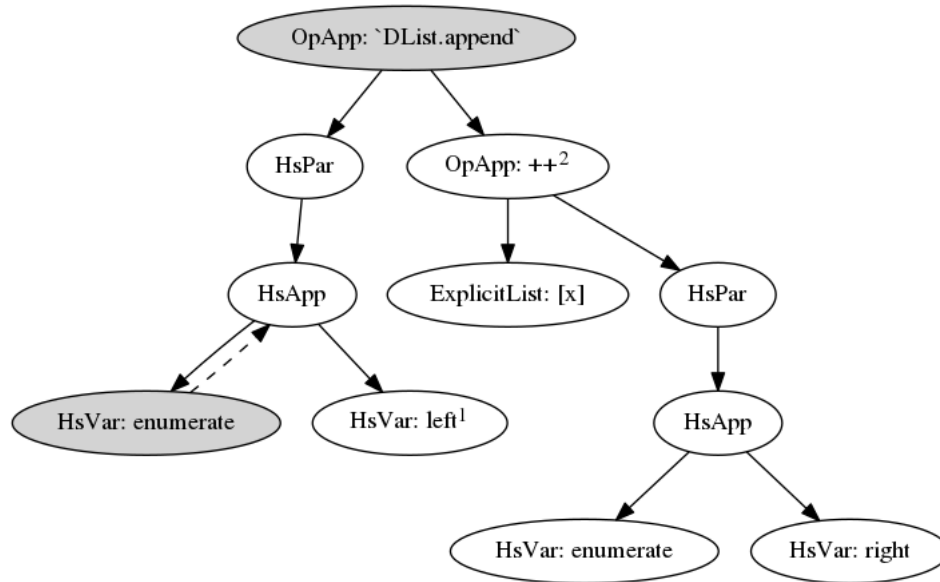 OpApp: `DList.append`
HsPar
OpApp: ++²
HsApp
ExplicitList: [x]
HsPar
HsVar: enumerate
HsVar: left¹
HsApp
HsVar: enumerate
HsVar: right